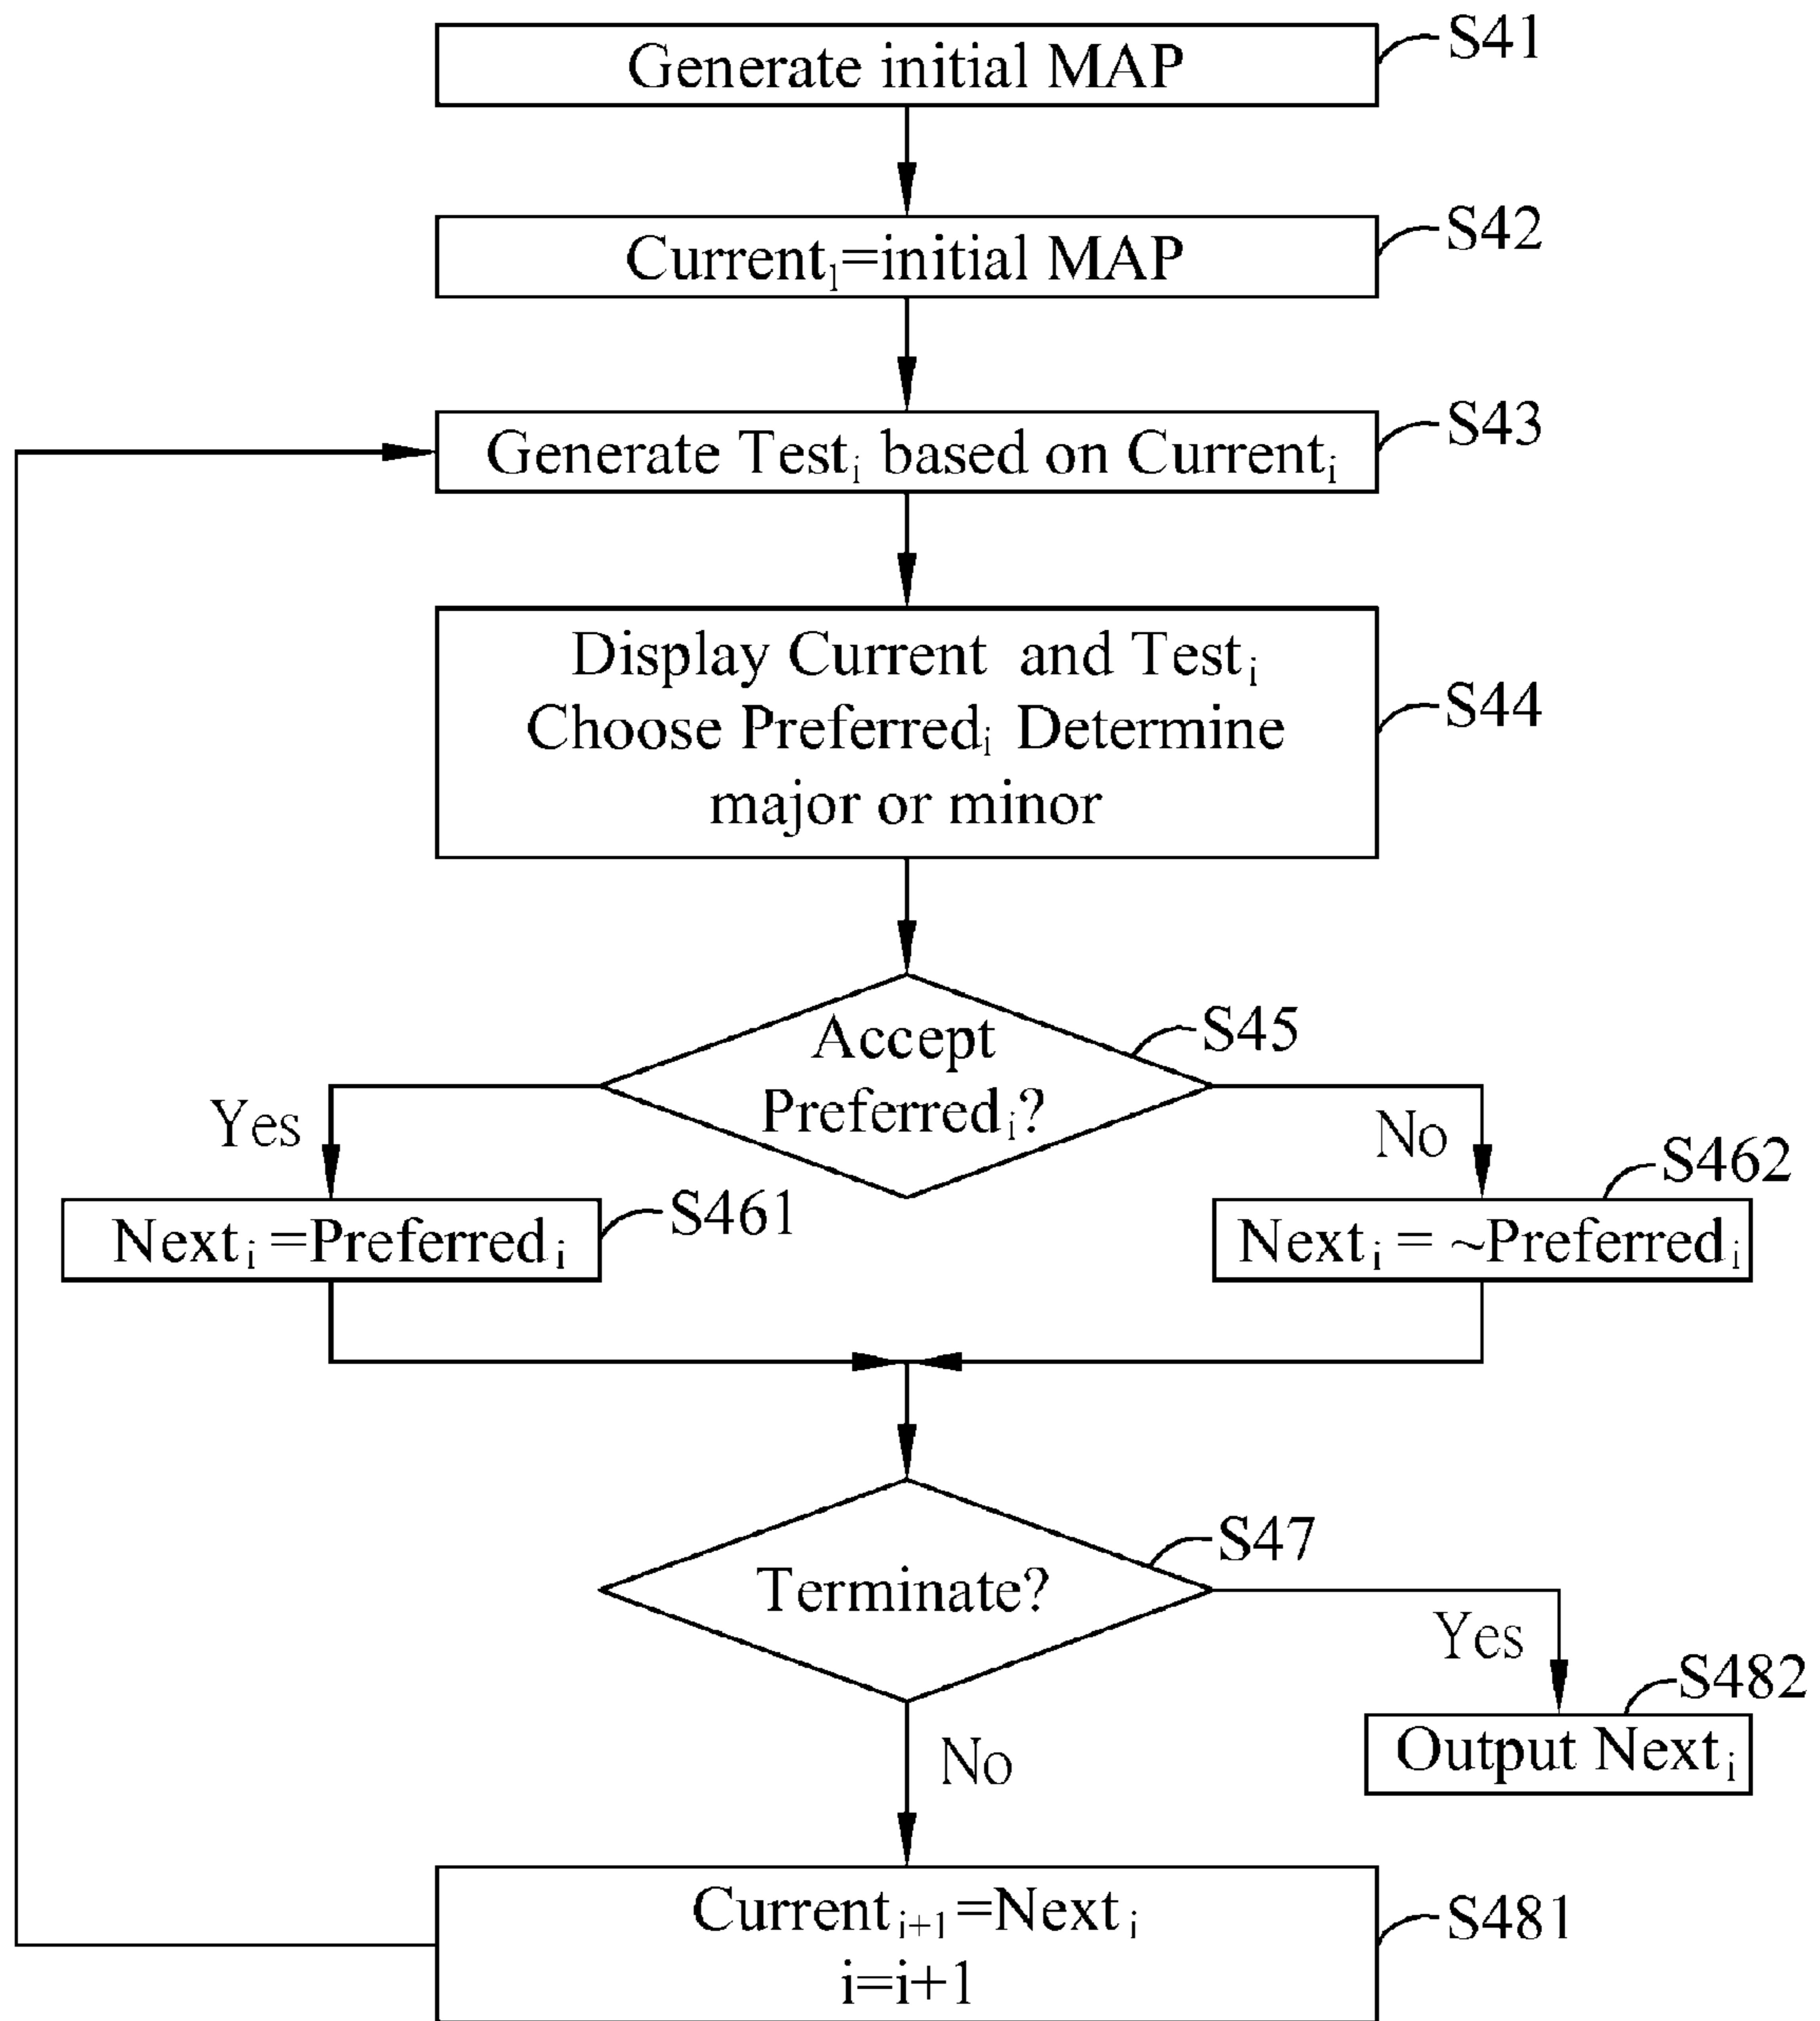 Generate initial MAP
S41
Current₁=initial MAP
S42
Generate Testᵢ based on Currentᵢ
S43
Display Current and Testᵢ
Choose Preferredᵢ Determine
major or minor
S44
Accept
Preferredᵢ?
S45
Yes
No
Nextᵢ=Preferredᵢ
S461
Nextᵢ = ~Preferredᵢ
S462
Terminate?
S47
Yes
No
Output Nextᵢ
S482
Currentᵢ₊₁=Nextᵢ
i=i+1
S481